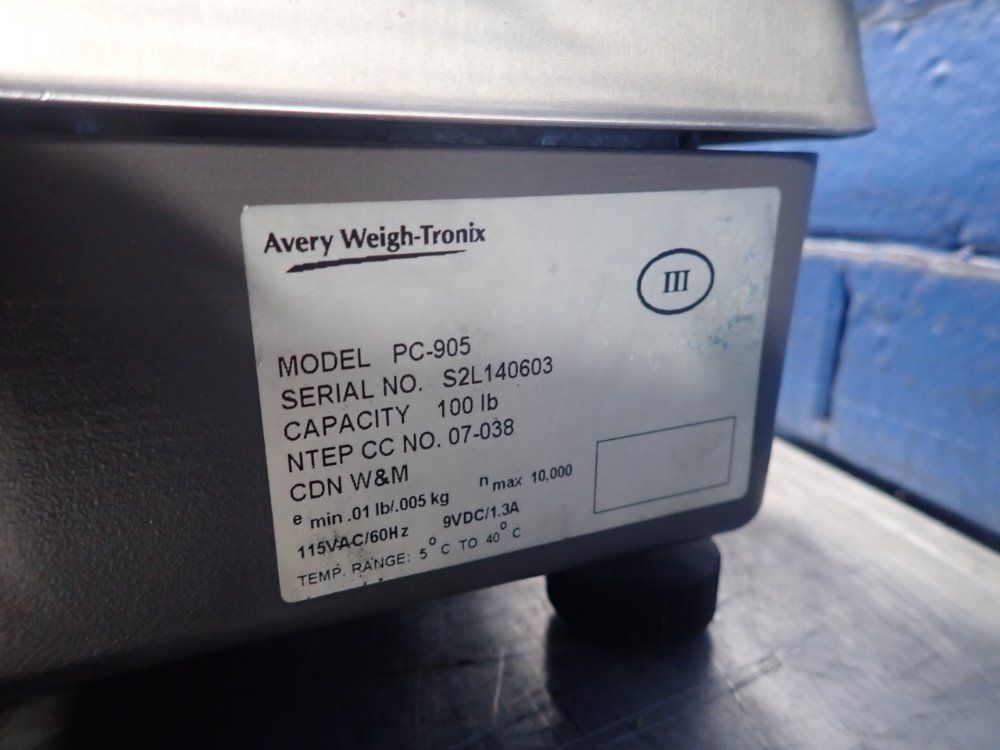 Avery Weigh-Tronix
III
MODEL PC-905
SERIAL NO. S2L140603
CAPACITY 100 lb
NTEP CC NO. 07-038
CDN W&M
e min .01 lb/.005 kg n max 10,000
115VAC/60Hz 9VDC/1.3A
TEMP. RANGE: 5° C TO 40° C